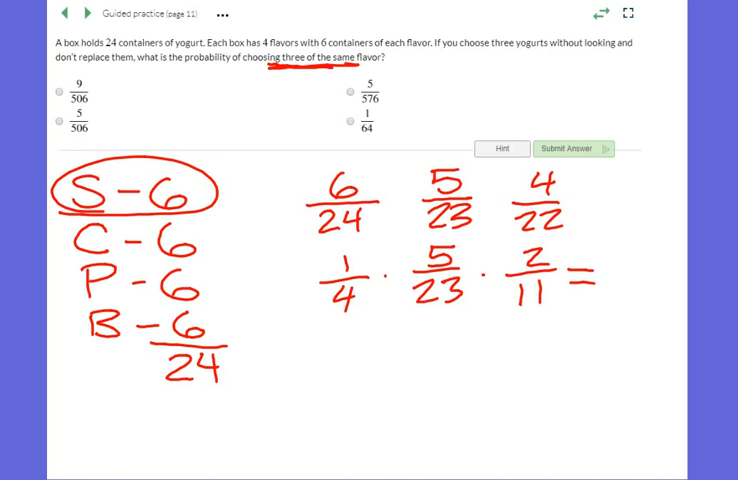 Guided practice (page 11) ...
A box holds 24 containers of yogurt. Each box has 4 flavors with 6 containers of each flavor. If you choose three yogurts without looking and
don't replace them, what is the probability of choosing three of the same flavor?
9/506
5/576
5/506
1/64
Hint
Submit Answer
S - 6
C - 6
P - 6
B - 6
24
6/24 5/23 4/22
1/4 · 5/23 · 2/11 =